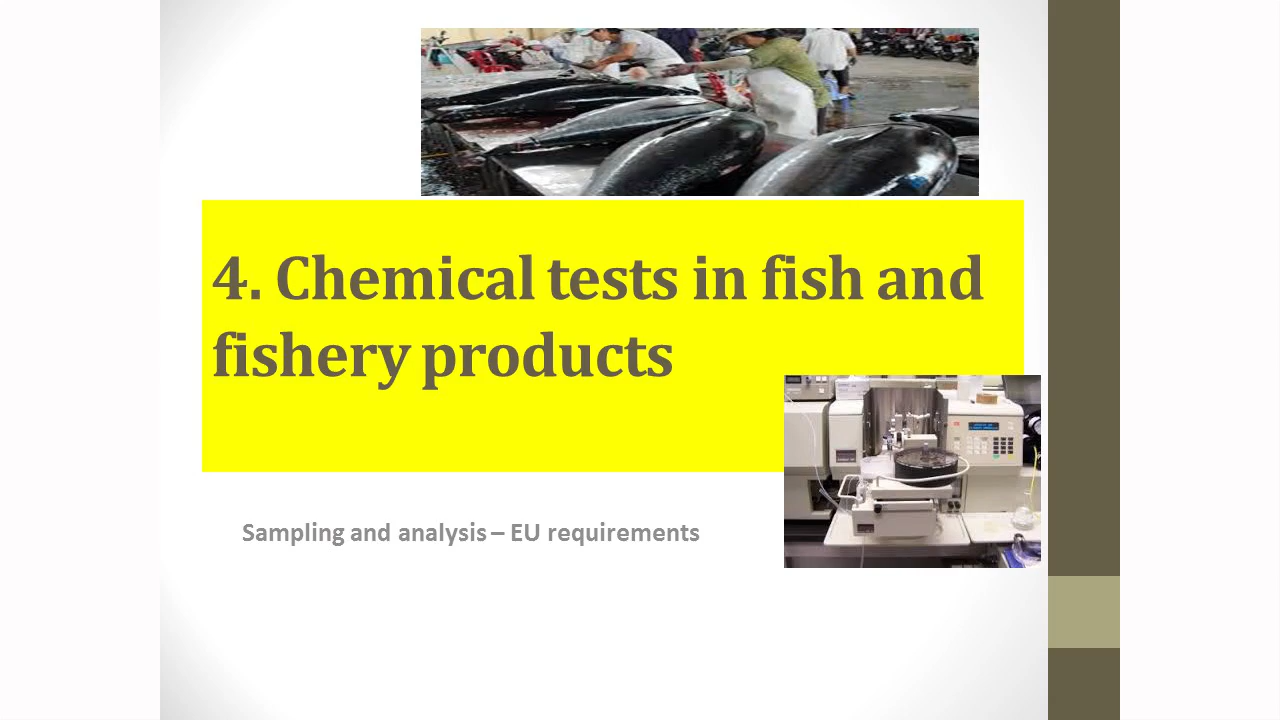 4. Chemical tests in fish and
fishery products
Sampling and analysis – EU requirements